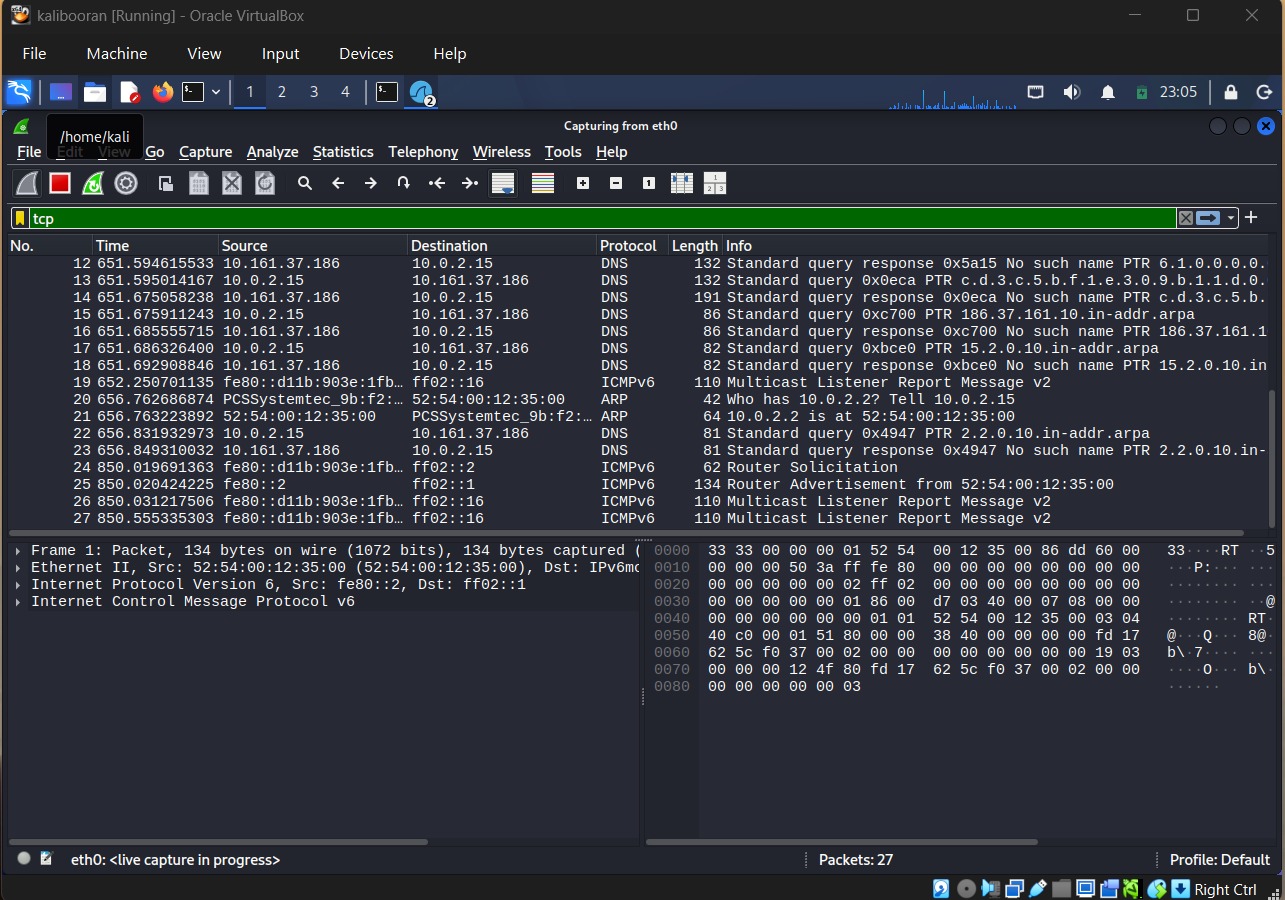 kalibooran [Running] - Oracle VirtualBox
File Machine View Input Devices Help
1 2 3 4 2 23:05
/home/kali
Capturing from eth0
File Edit View Go Capture Analyze Statistics Telephony Wireless Tools Help
tcp
No. Time Source Destination Protocol Length Info
12 651.594615533 10.161.37.186 10.0.2.15 DNS 132 Standard query response 0x5a15 No such name PTR 6.1.0.0.0.0.
13 651.595014167 10.0.2.15 10.161.37.186 DNS 132 Standard query 0x0eca PTR c.d.3.c.5.b.f.1.e.3.0.9.b.1.1.d.0.
14 651.675058238 10.161.37.186 10.0.2.15 DNS 191 Standard query response 0x0eca No such name PTR c.d.3.c.5.b.
15 651.675911243 10.0.2.15 10.161.37.186 DNS 86 Standard query 0xc700 PTR 186.37.161.10.in-addr.arpa
16 651.685555715 10.161.37.186 10.0.2.15 DNS 86 Standard query response 0xc700 No such name PTR 186.37.161.1
17 651.686326400 10.0.2.15 10.161.37.186 DNS 82 Standard query 0xbce0 PTR 15.2.0.10.in-addr.arpa
18 651.692908846 10.161.37.186 10.0.2.15 DNS 82 Standard query response 0xbce0 No such name PTR 15.2.0.10.in
19 652.250701135 fe80::d11b:903e:1fb… ff02::16 ICMPv6 110 Multicast Listener Report Message v2
20 656.762686874 PCSSystemtec_9b:f2:… 52:54:00:12:35:00 ARP 42 Who has 10.0.2.2? Tell 10.0.2.15
21 656.763223892 52:54:00:12:35:00 PCSSystemtec_9b:f2:… ARP 64 10.0.2.2 is at 52:54:00:12:35:00
22 656.831932973 10.0.2.15 10.161.37.186 DNS 81 Standard query 0x4947 PTR 2.2.0.10.in-addr.arpa
23 656.849310032 10.161.37.186 10.0.2.15 DNS 81 Standard query response 0x4947 No such name PTR 2.2.0.10.in-
24 850.019691363 fe80::d11b:903e:1fb… ff02::2 ICMPv6 62 Router Solicitation
25 850.020424225 fe80::2 ff02::1 ICMPv6 134 Router Advertisement from 52:54:00:12:35:00
26 850.031217506 fe80::d11b:903e:1fb… ff02::16 ICMPv6 110 Multicast Listener Report Message v2
27 850.555335303 fe80::d11b:903e:1fb… ff02::16 ICMPv6 110 Multicast Listener Report Message v2
Frame 1: Packet, 134 bytes on wire (1072 bits), 134 bytes captured (
Ethernet II, Src: 52:54:00:12:35:00 (52:54:00:12:35:00), Dst: IPv6mc
Internet Protocol Version 6, Src: fe80::2, Dst: ff02::1
Internet Control Message Protocol v6
0000 33 33 00 00 00 01 52 54 00 12 35 00 86 dd 60 00 33····RT ··5
0010 00 00 00 50 3a ff fe 80 00 00 00 00 00 00 00 00 ···P:··· ········
0020 00 00 00 00 00 02 ff 02 00 00 00 00 00 00 00 00 ········ ········
0030 00 00 00 00 00 01 86 00 d7 03 40 00 07 08 00 00 ········ ··@
0040 00 00 00 00 00 00 01 01 52 54 00 12 35 00 03 04 ········ RT·
0050 40 c0 00 01 51 80 00 00 38 40 00 00 00 00 fd 17 @···Q··· 8@·
0060 62 5c f0 37 00 02 00 00 00 00 00 00 00 00 19 03 b\·7···· ···
0070 00 00 00 12 4f 80 fd 17 62 5c f0 37 00 02 00 00 ····O··· b\·
0080 00 00 00 00 00 03 ······
eth0: <live capture in progress> Packets: 27 Profile: Default
Right Ctrl